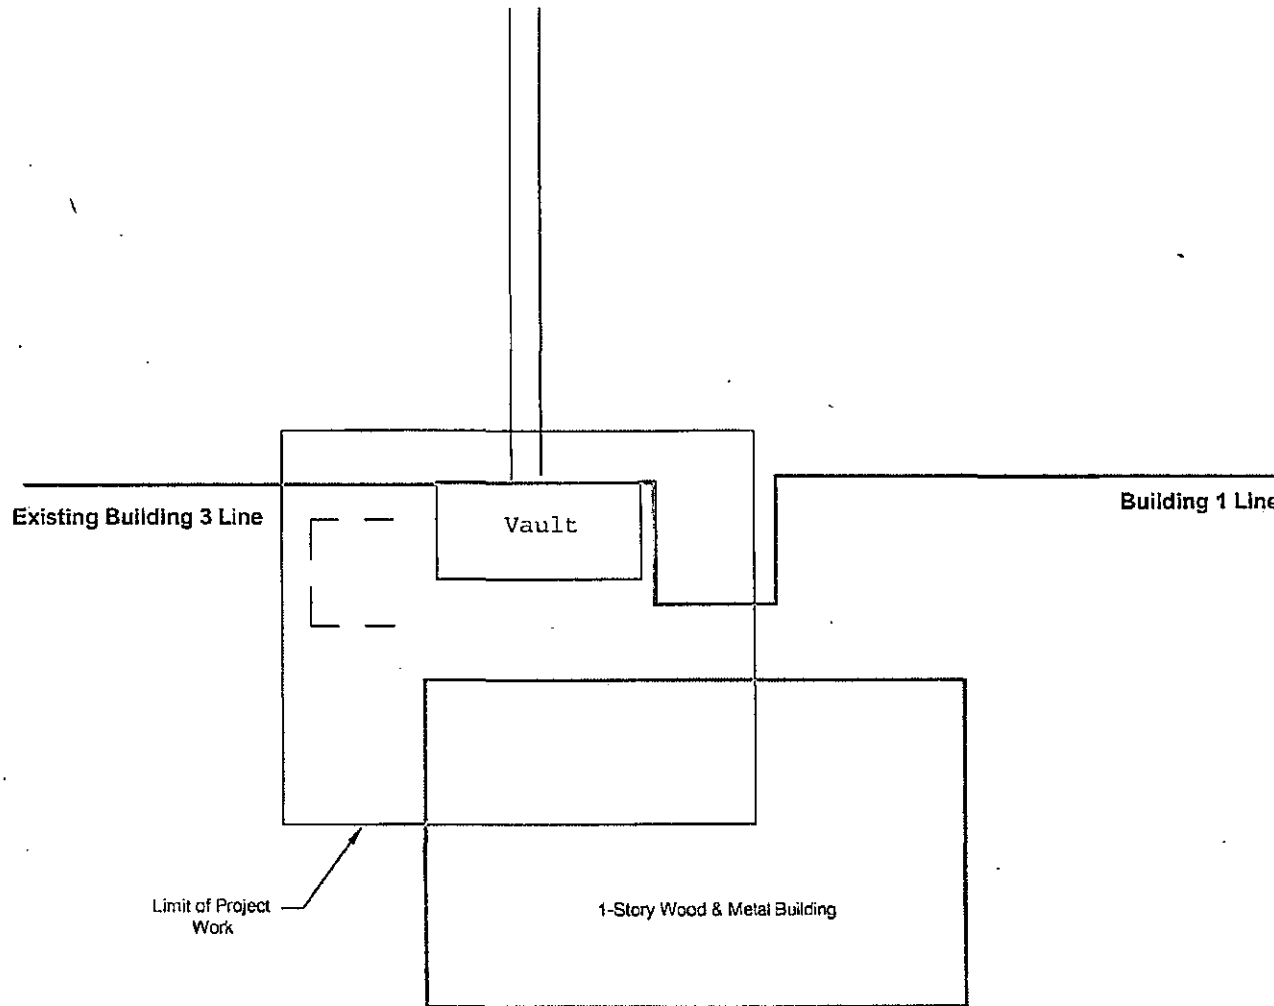 Existing Building 3 Line
Vault
Building 1 Line
Limit of Project
Work
1-Story Wood & Metal Building